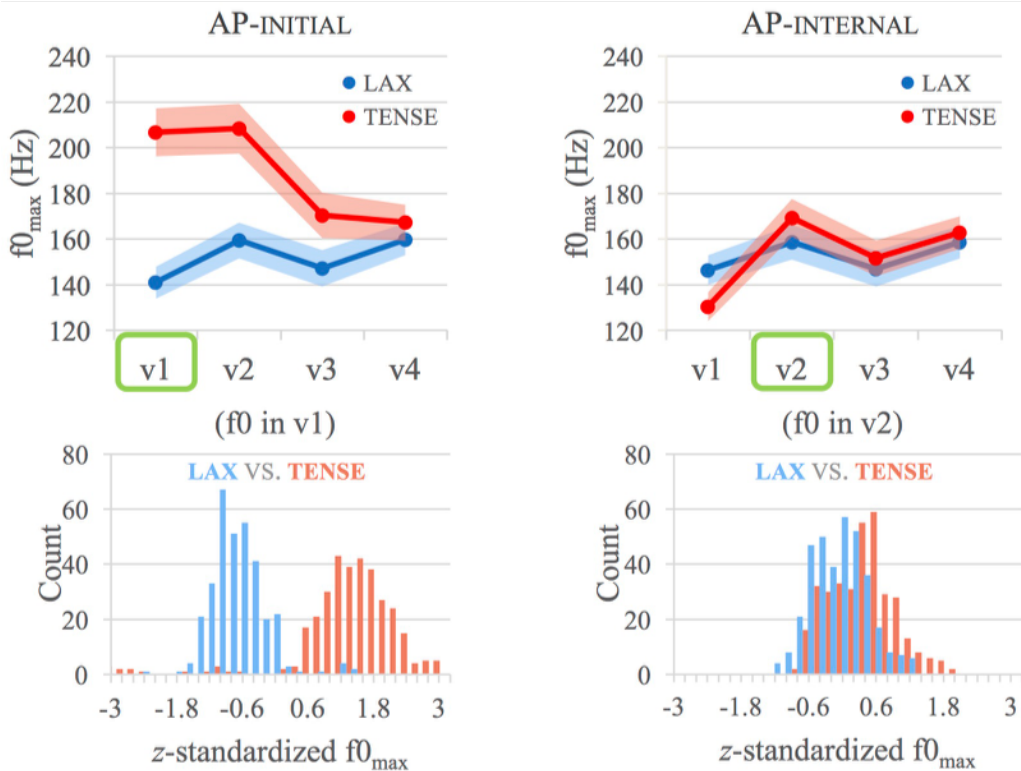 AP-INITIAL
240
220
200
180
160
140
120
f0max (Hz)
LAX
TENSE
v1 v2 v3 v4
(f0 in v1)
80
60
40
20
0
Count
LAX VS. TENSE
-3 -1.8 -0.6 0.6 1.8 3
z-standardized f0max
AP-INTERNAL
240
220
200
180
160
140
120
f0max (Hz)
LAX
TENSE
v1 v2 v3 v4
(f0 in v2)
80
60
40
20
0
Count
LAX VS. TENSE
-3 -1.8 -0.6 0.6 1.8 3
z-standardized f0max